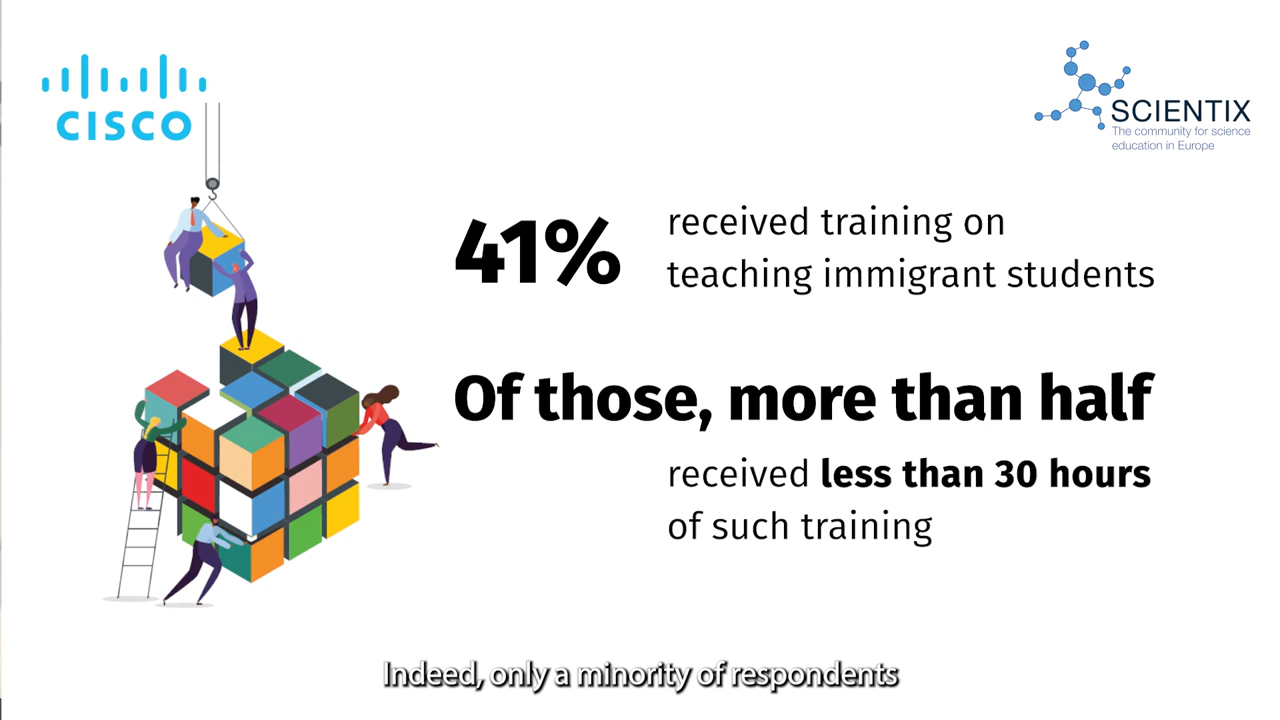 CISCO
SCIENTIX
The community for science
education in Europe
41%
received training on
teaching immigrant students
Of those, more than half
received less than 30 hours
of such training
Indeed, only a minority of respondents